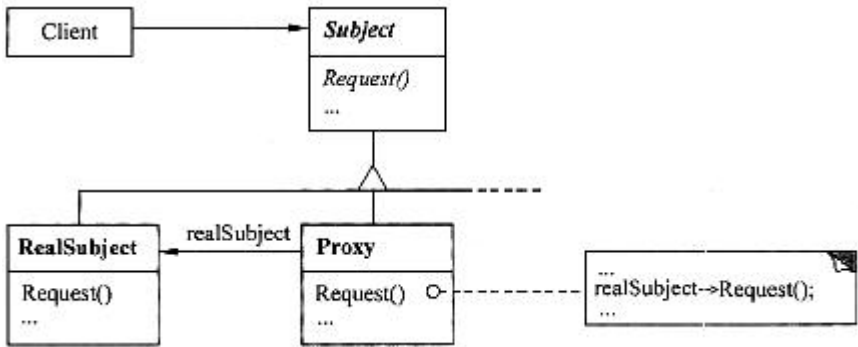 Client
Subject
Request()
...
RealSubject
Request()
...
realSubject
Proxy
Request()
...
...
realSubject->Request();
...